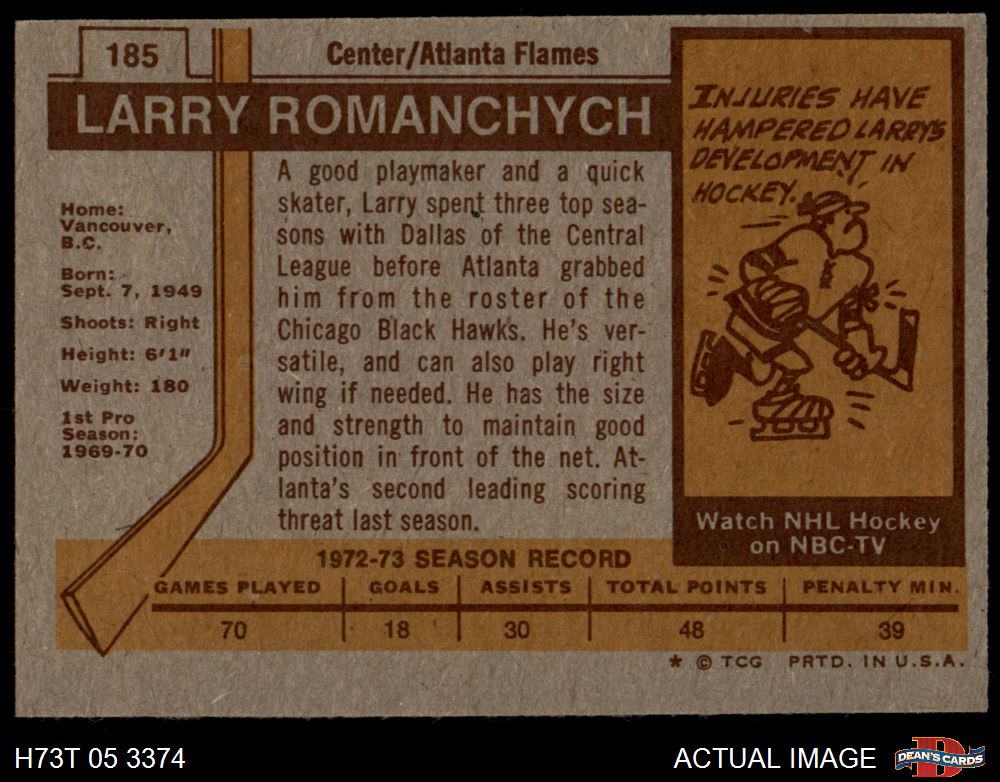 185
Center/Atlanta Flames
LARRY ROMANCHYCH
INJURIES HAVE
HAMPERED LARRY'S
DEVELOPMENT IN
HOCKEY.
Home:
Vancouver,
B.C.
Born:
Sept. 7, 1949
Shoots: Right
Height: 6'1"
Weight: 180
1st Pro
Season:
1969-70
A good playmaker and a quick
skater, Larry spent three top sea-
sons with Dallas of the Central
League before Atlanta grabbed
him from the roster of the
Chicago Black Hawks. He's ver-
satile, and can also play right
wing if needed. He has the size
and strength to maintain good
position in front of the net. At-
lanta's second leading scoring
threat last season.
Watch NHL Hockey
on NBC-TV
1972-73 SEASON RECORD
GAMES PLAYED GOALS ASSISTS TOTAL POINTS PENALTY MIN.
70 18 30 48 39
* © TCG PRTD. IN U.S.A.
H73T 05 3374
ACTUAL IMAGE
DEAN'S CARDS